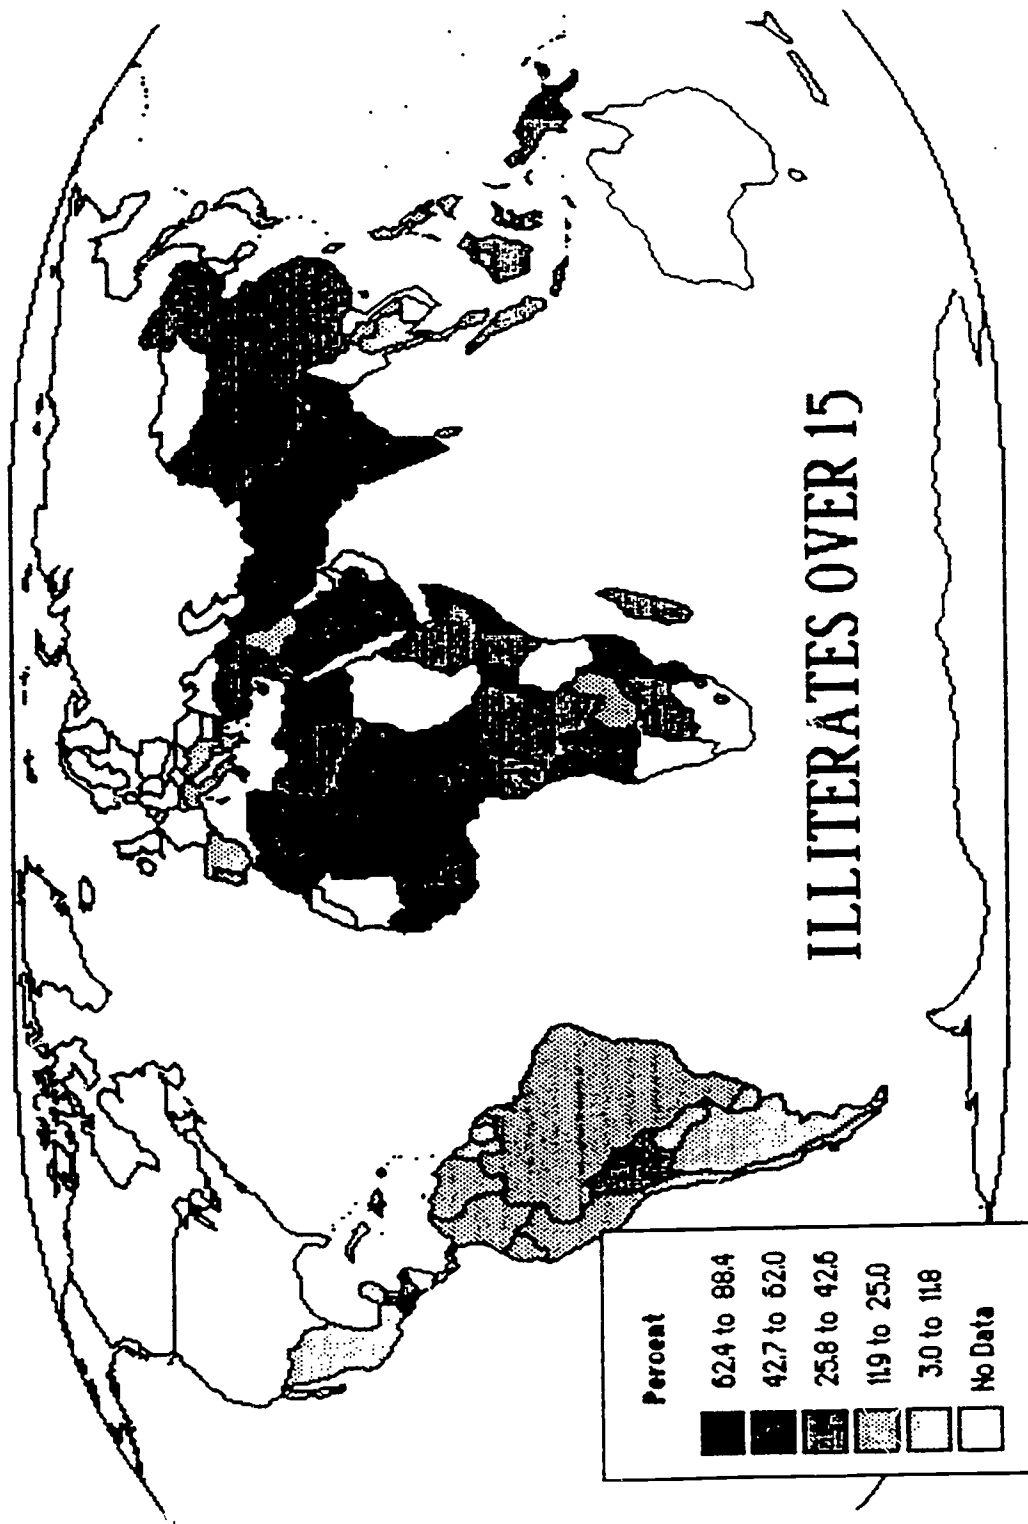 ILLITERATES OVER 15
Percent
62.4 to 88.4
42.7 to 62.0
25.8 to 42.6
11.9 to 25.0
3.0 to 11.8
No Data